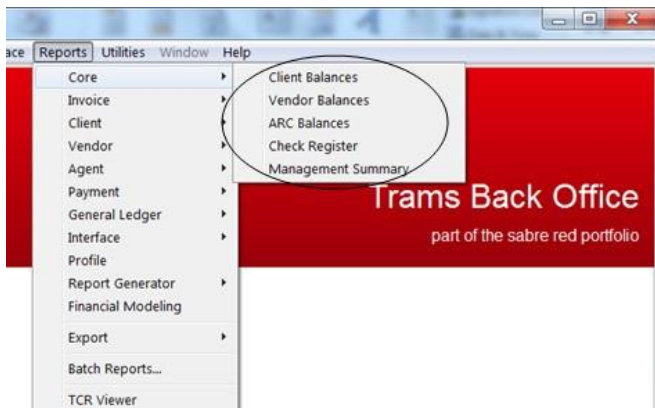 ace Reports Utilities Window Help
Core
Invoice
Client
Vendor
Agent
Payment
General Ledger
Interface
Profile
Report Generator
Financial Modeling
Export
Batch Reports...
TCR Viewer
Client Balances
Vendor Balances
ARC Balances
Check Register
Management Summary
Trams Back Office
part of the sabre red portfolio